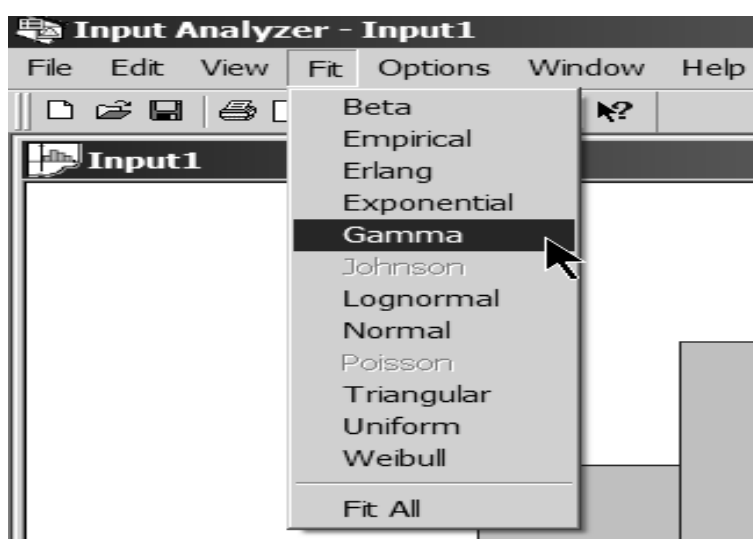 Input Analyzer - Input1
File Edit View Fit Options Window Help
Input1
Beta
Empirical
Erlang
Exponential
Gamma
Johnson
Lognormal
Normal
Poisson
Triangular
Uniform
Weibull
Fit All